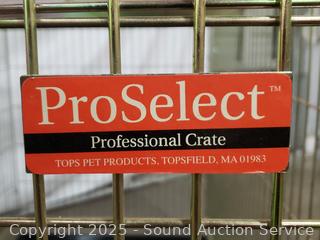 ProSelect™
Professional Crate
TOPS PET PRODUCTS, TOPSFIELD, MA 01983
Copyright 2025 - Sound Auction Service